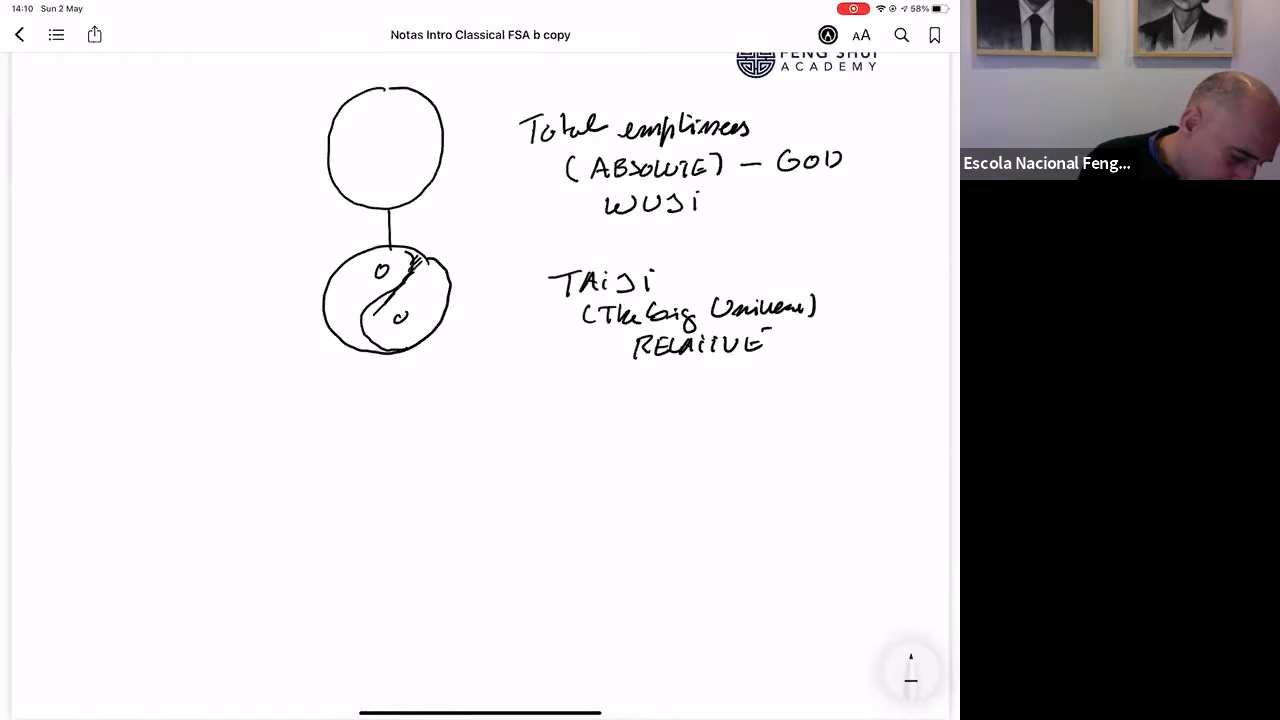 14:10 Sun 2 May 58%
Notas Intro Classical FSA b copy
AA
FENG SHUI
ACADEMY
Total emptiness
(ABSOLUTE) – GOD
WUJi
TAiJi
(The big Universe)
RELATIVE
Escola Nacional Feng...